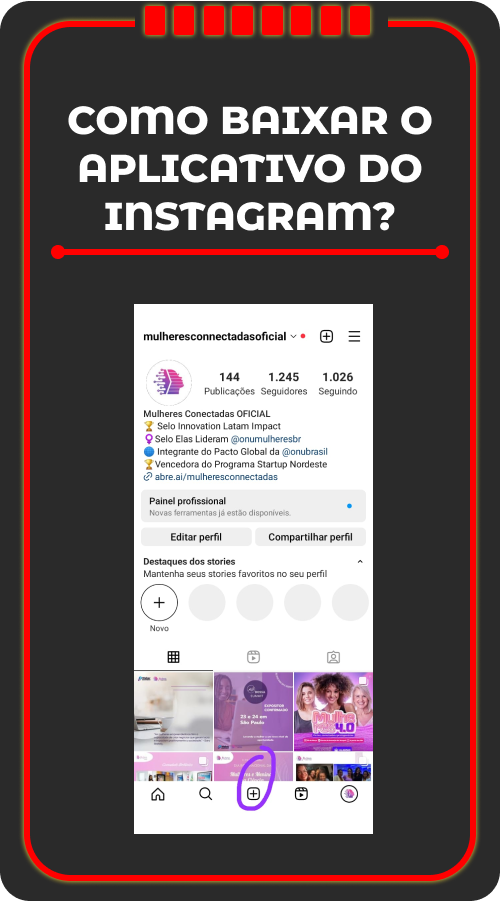 COMO BAIXAR O
APLICATIVO DO
INSTAGRAM?
mulheresconnectadasoficial
144 1.245 1.026
Publicações Seguidores Seguindo
Mulheres Conectadas OFICIAL
🏆 Selo Innovation Latam Impact
♀️Selo Elas Lideram @onumulheresbr
🔵 Integrante do Pacto Global da @onubrasil
🏆Vencedora do Programa Startup Nordeste
abre.ai/mulheresconectadas
Painel profissional
Novas ferramentas já estão disponíveis.
Editar perfil Compartilhar perfil
Destaques dos stories
Mantenha seus stories favoritos no seu perfil
Novo
EXPOSITOR
CONFIRMADO
23 e 24 em
São Paulo
4.0